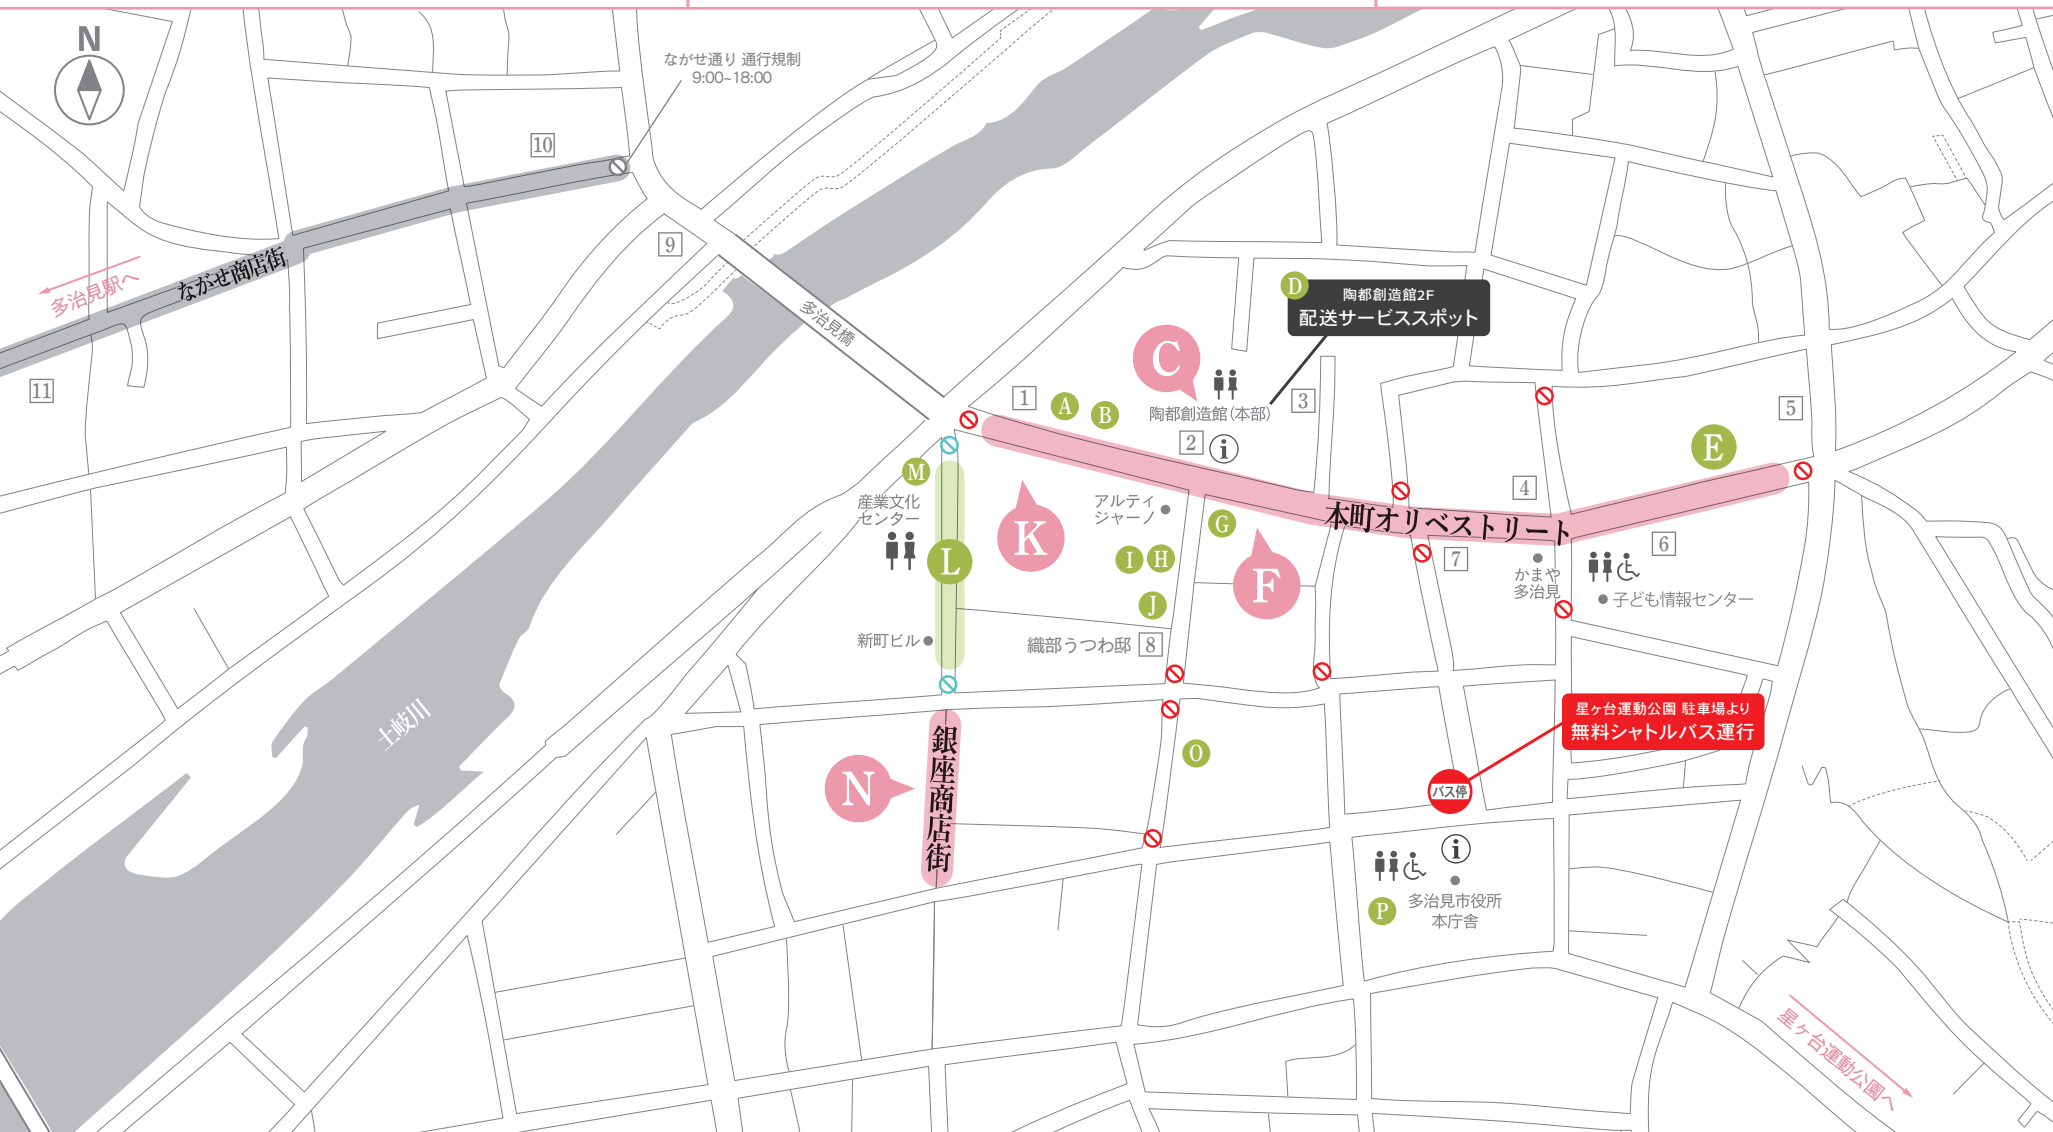 N
ながせ通り 通行規制
9:00~18:00
10
9
ながせ商店街
多治見駅へ
11
多治見橋
D
陶都創造館2F
配送サービススポット
C
陶都創造館(本部)
1
A
B
2
i
3
5
E
4
M
産業文化
センター
K
アルティ
ジャーノ
G
本町オリベストリート
6
7
L
I
H
F
かまや
多治見
子ども情報センター
J
新町ビル
織部うつわ邸
8
土岐川
星ヶ台運動公園 駐車場より
無料シャトルバス運行
銀座商店街
N
O
バス停
i
P
多治見市役所
本庁舎
星ヶ台運動公園へ